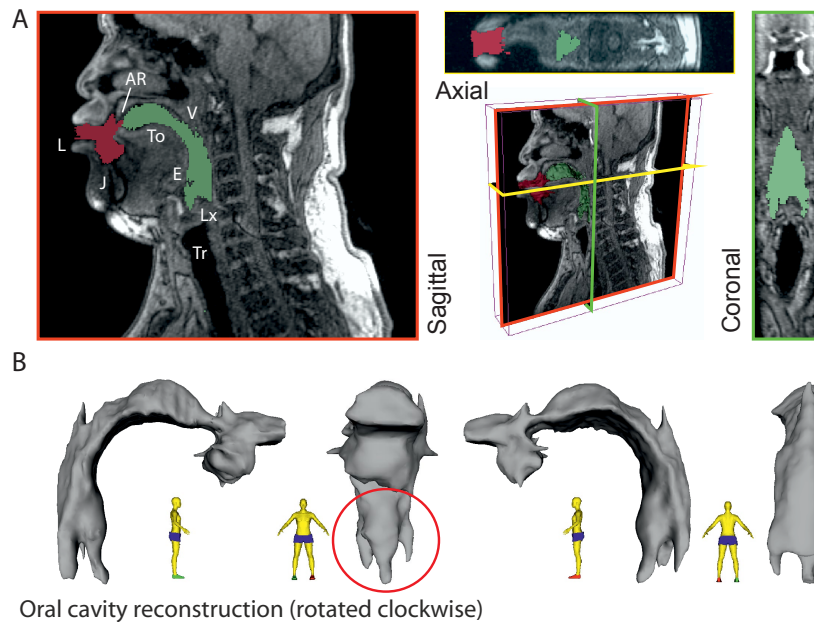 A
AR
V
L
To
E
J
Lx
Tr
Sagittal
Axial
Coronal
B
Oral cavity reconstruction (rotated clockwise)